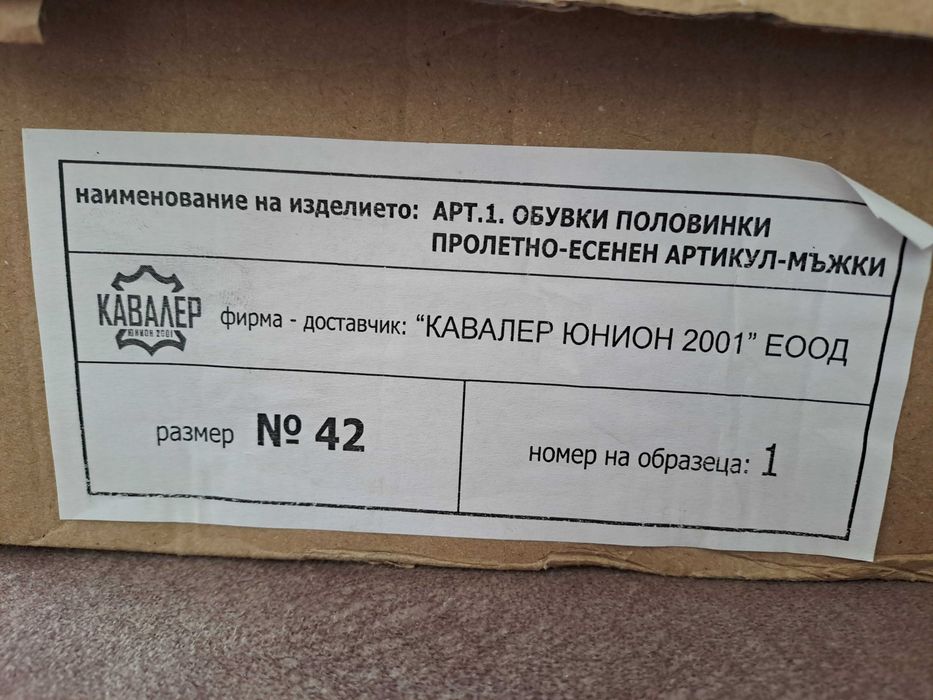 наименование на изделието: АРТ.1. ОБУВКИ ПОЛОВИНКИ
ПРОЛЕТНО-ЕСЕНЕН АРТИКУЛ-МЪЖКИ
КАВАЛЕР
ЮНИОН 2001
фирма - доставчик: “КАВАЛЕР ЮНИОН 2001” ЕООД
размер № 42
номер на образеца: 1